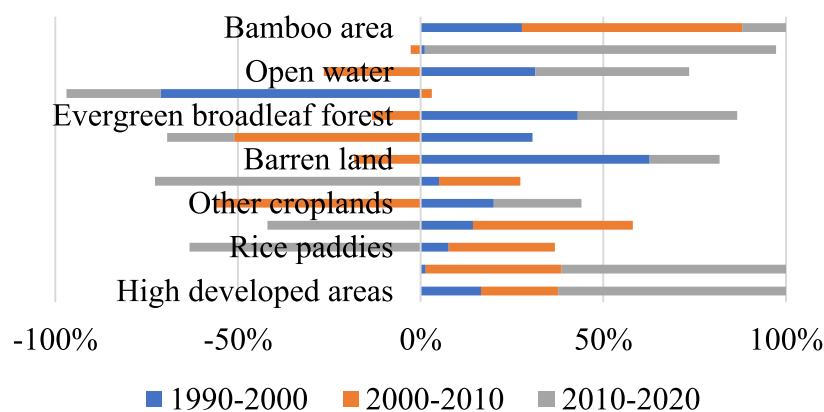 Bamboo area
Open water
Evergreen broadleaf forest
Barren land
Other croplands
Rice paddies
High developed areas
-100% -50% 0% 50% 100%
1990-2000 2000-2010 2010-2020